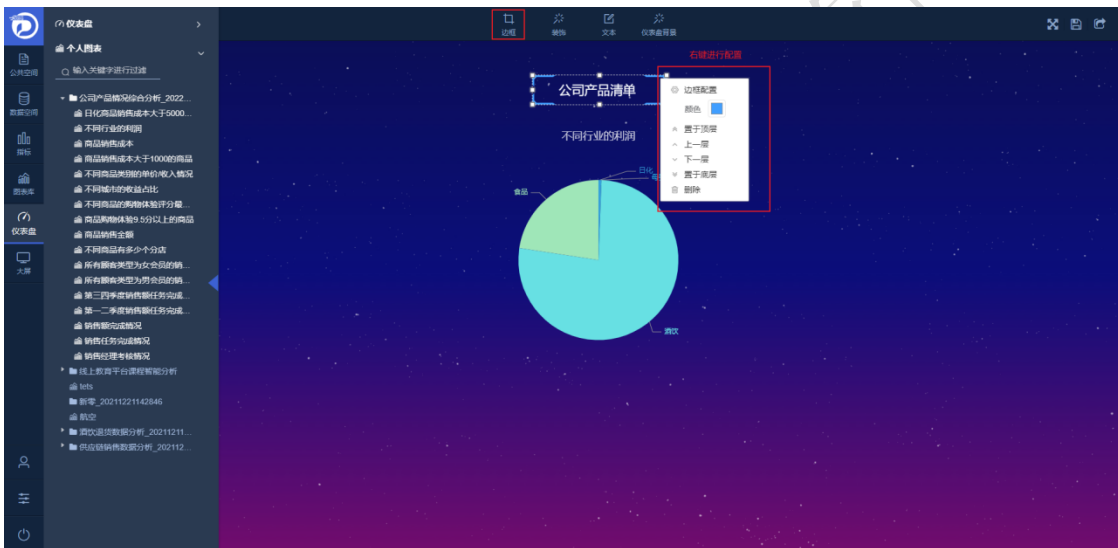 仪表盘
个人图表
输入关键字进行过滤
公司产品情况综合分析_2022...
日化商品销售成本大于5000...
不同行业的利润
商品销售成本
商品销售成本大于1000的商品
不同商品类别的单价/收入情况
不同城市的收益占比
不同商品的购物体验评分最...
商品购物体验9.5分以上的商品
商品销售金额
不同商品有多少个分店
所有顾客类型为女会员的销...
所有顾客类型为男会员的销...
第三四季度销售额任务完成...
第一二季度销售额任务完成...
销售额完成情况
销售任务完成情况
销售经理考核情况
线上教育平台课程智能分析
tets
新零_20211221142846
航空
酒饮退货数据分析_20211211...
供应链销售数据分析_202112...
公共空间
数据空间
指标
图表库
仪表盘
大屏
边框
装饰
文本
仪表盘背景
右键进行配置
公司产品清单
不同行业的利润
日化
食品
酒饮
边框配置
颜色
置于顶层
上一层
下一层
置于底层
删除